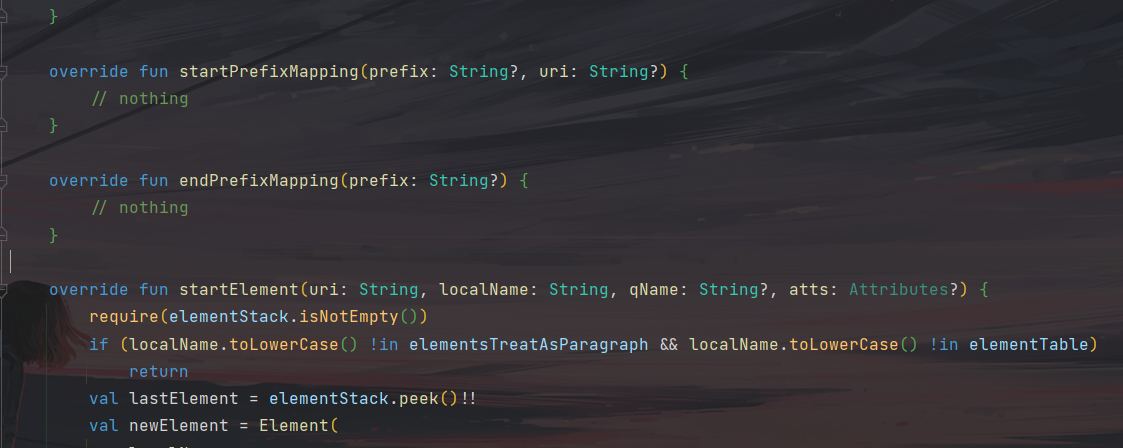 }
override fun startPrefixMapping(prefix: String?, uri: String?) {
// nothing
}
override fun endPrefixMapping(prefix: String?) {
// nothing
}
override fun startElement(uri: String, localName: String, qName: String?, atts: Attributes?) {
require(elementStack.isNotEmpty())
if (localName.toLowerCase() !in elementsTreatAsParagraph && localName.toLowerCase() !in elementTable)
return
val lastElement = elementStack.peek()!!
val newElement = Element(